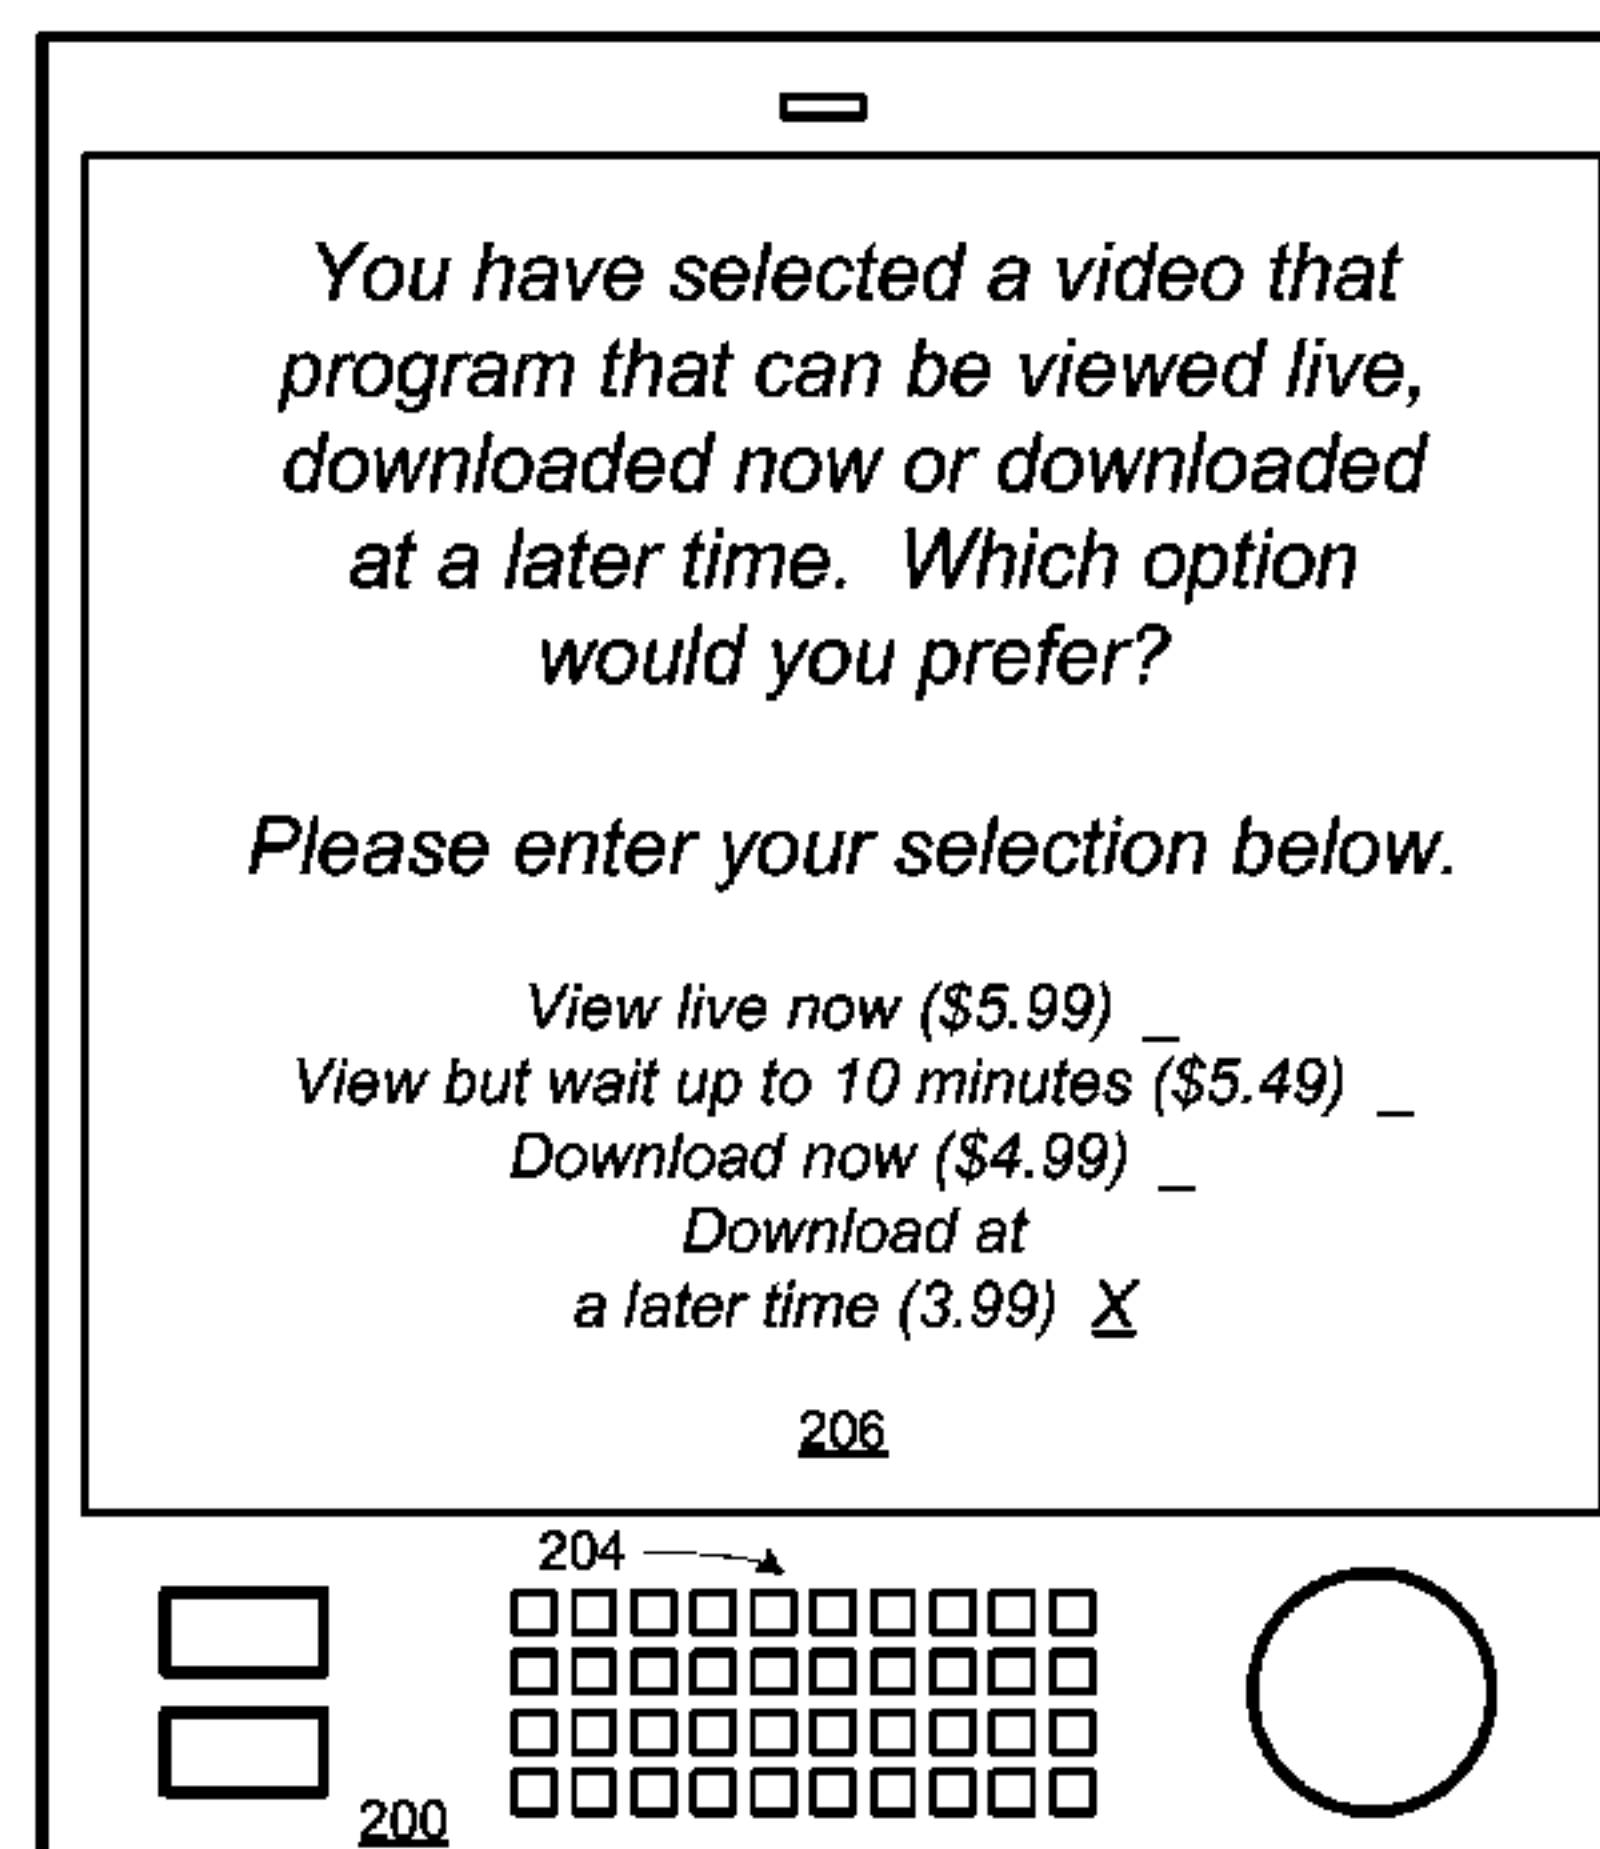 You have selected a video that
program that can be viewed live,
downloaded now or downloaded
at a later time.  Which option
would you prefer?
Please enter your selection below.
View live now ($5.99) _
View but wait up to 10 minutes ($5.49) _
Download now ($4.99) _
Download at
a later time (3.99) X
206
204
200